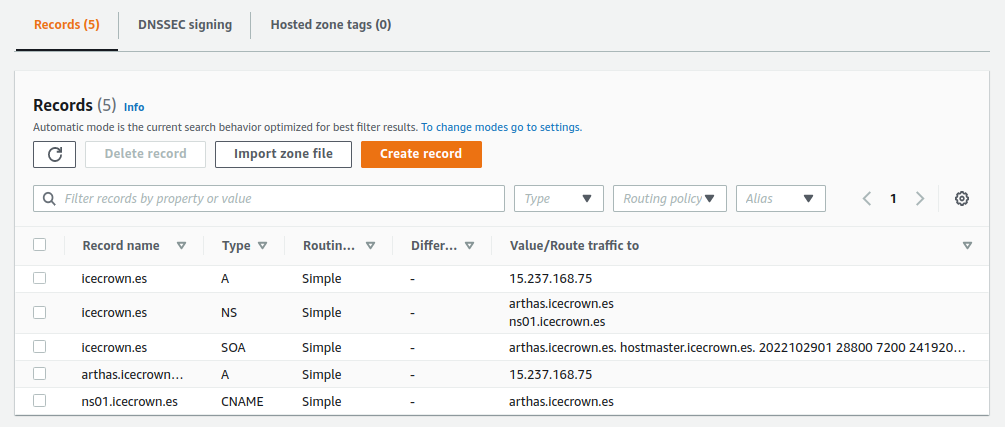 Records (5) DNSSEC signing Hosted zone tags (0)
Records (5) Info
Automatic mode is the current search behavior optimized for best filter results. To change modes go to settings.
Delete record Import zone file Create record
Filter records by property or value Type Routing policy Alias 1
Record name Type Routin... Differ... Value/Route traffic to
icecrown.es A Simple - 15.237.168.75
icecrown.es NS Simple - arthas.icecrown.es
ns01.icecrown.es
icecrown.es SOA Simple - arthas.icecrown.es. hostmaster.icecrown.es. 2022102901 28800 7200 241920...
arthas.icecrown... A Simple - 15.237.168.75
ns01.icecrown.es CNAME Simple - arthas.icecrown.es